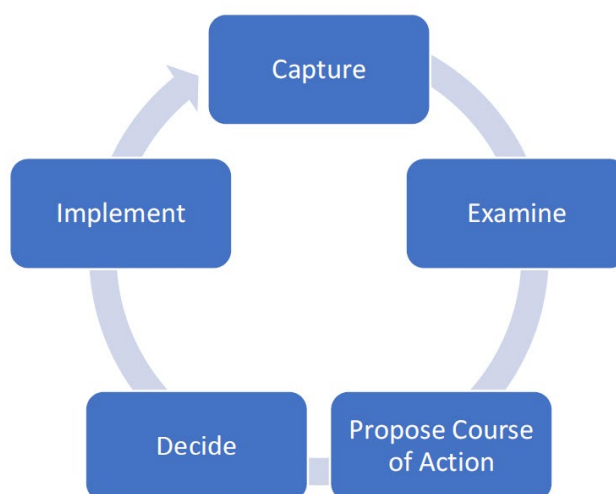 Capture
Examine
Propose Course
of Action
Decide
Implement